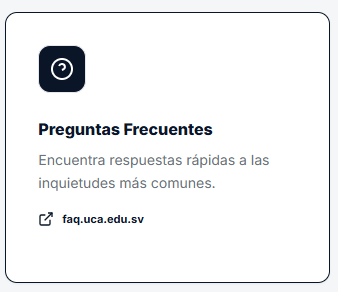 Preguntas Frecuentes
Encuentra respuestas rápidas a las
inquietudes más comunes.
faq.uca.edu.sv